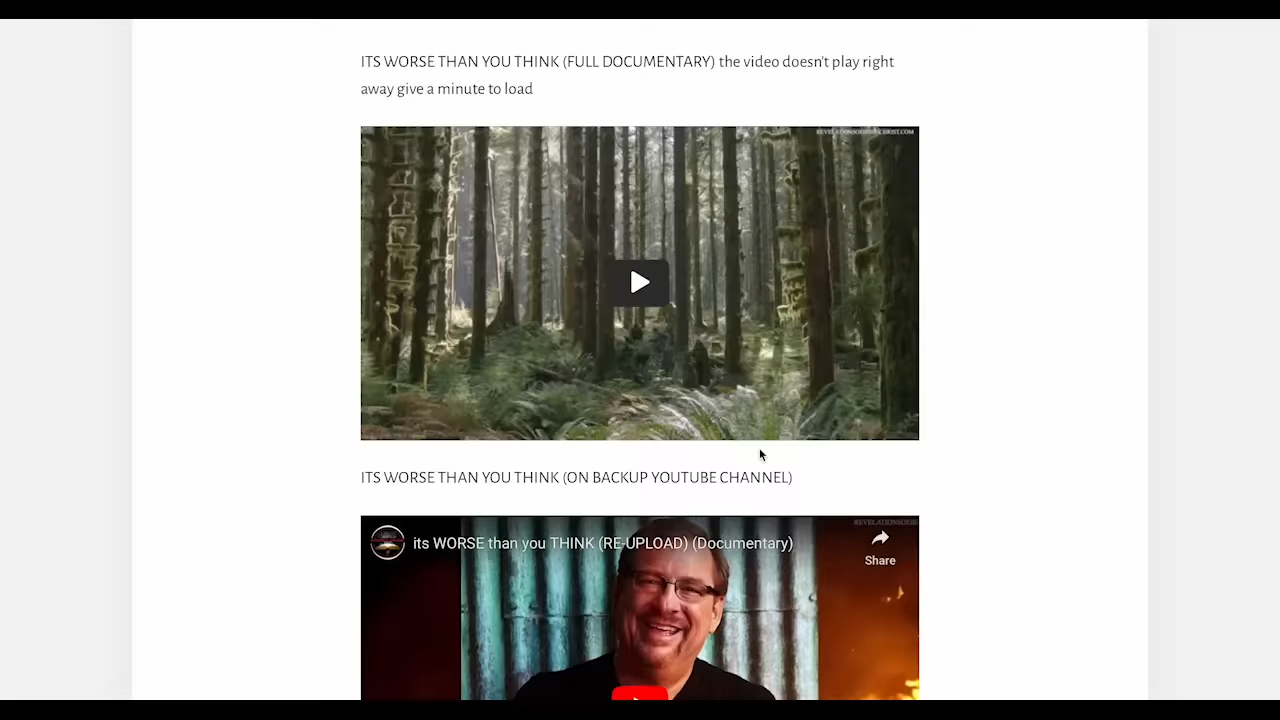 ITS WORSE THAN YOU THINK (FULL DOCUMENTARY) the video doesn't play right
away give a minute to load
ITS WORSE THAN YOU THINK (ON BACKUP YOUTUBE CHANNEL)
its WORSE than you THINK (RE-UPLOAD) (Documentary)
Share